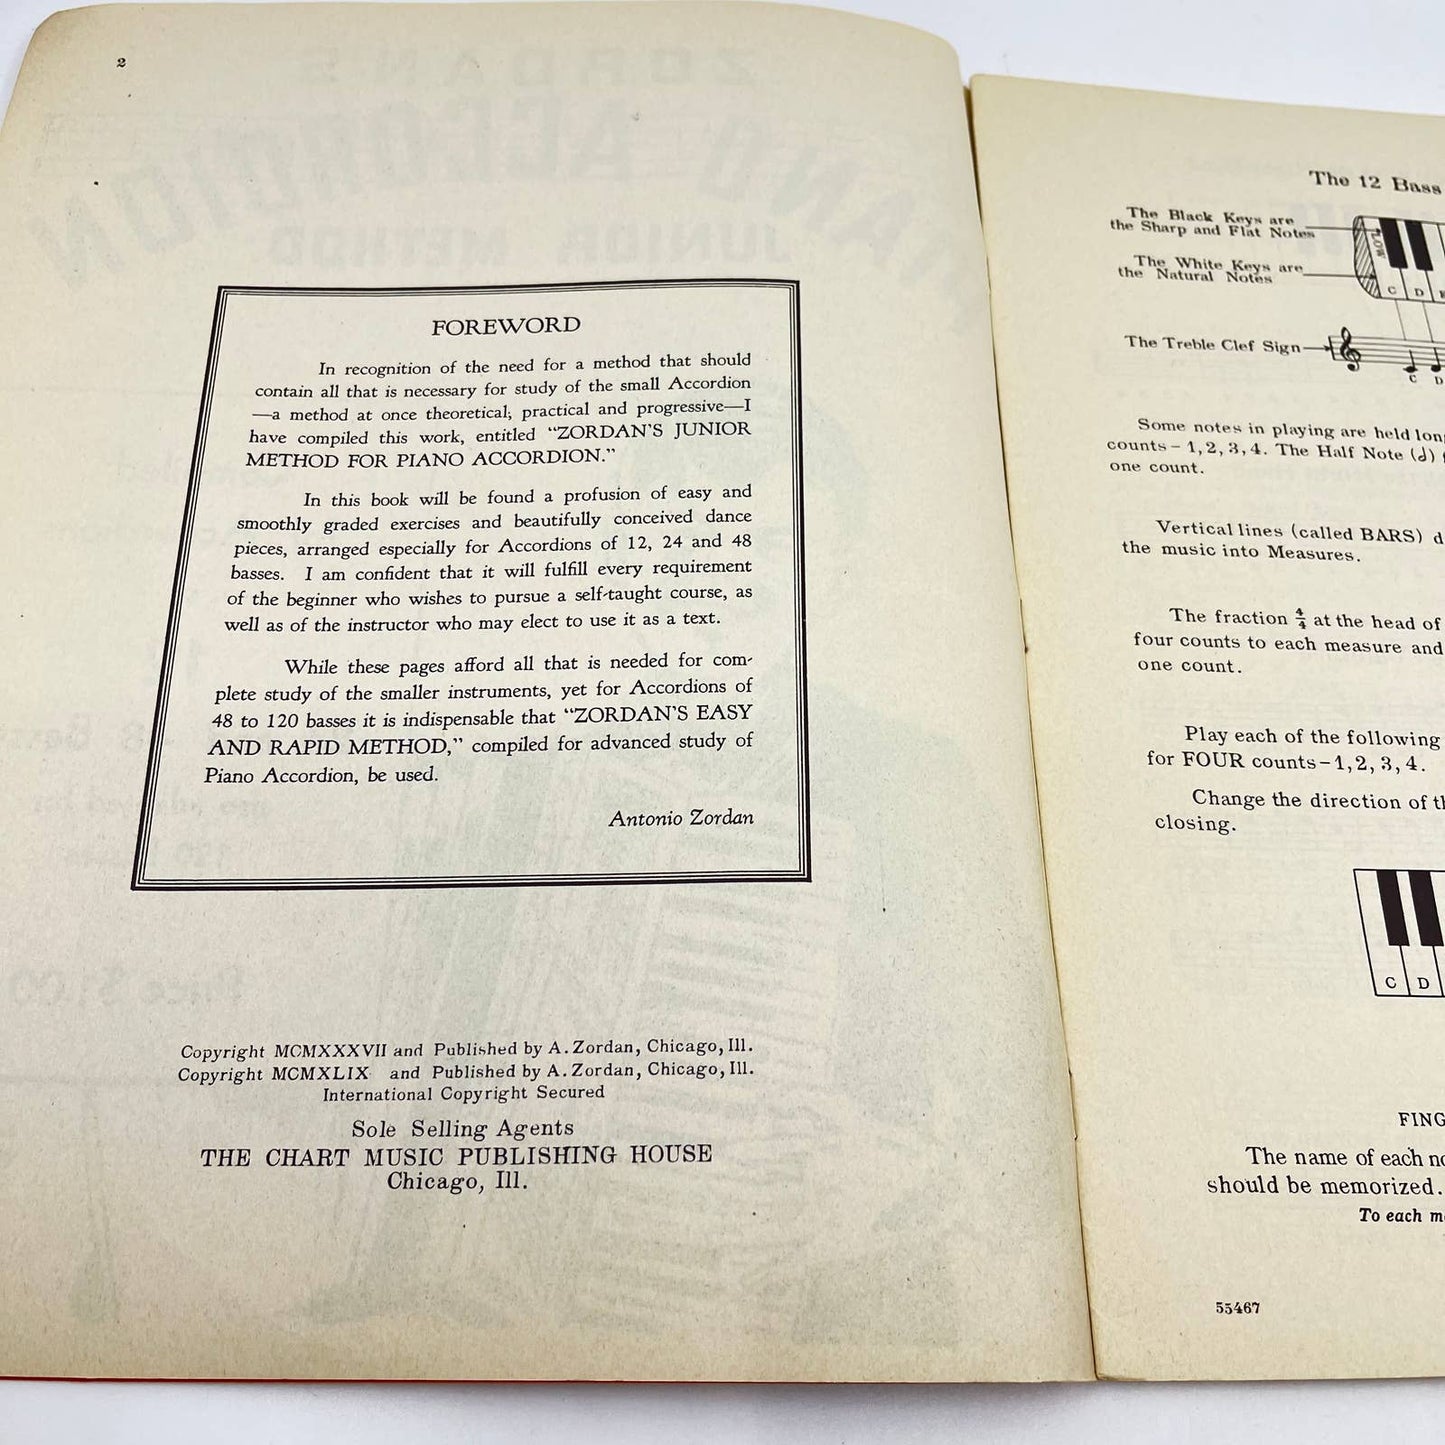 2
FOREWORD
In recognition of the need for a method that should
contain all that is necessary for study of the small Accordion
—a method at once theoretical, practical and progressive—I
have compiled this work, entitled “ZORDAN'S JUNIOR
METHOD FOR PIANO ACCORDION.”
In this book will be found a profusion of easy and
smoothly graded exercises and beautifully conceived dance
pieces, arranged especially for Accordions of 12, 24 and 48
basses. I am confident that it will fulfill every requirement
of the beginner who wishes to pursue a self-taught course, as
well as of the instructor who may elect to use it as a text.
While these pages afford all that is needed for com-
plete study of the smaller instruments, yet for Accordions of
48 to 120 basses it is indispensable that “ZORDAN'S EASY
AND RAPID METHOD,” compiled for advanced study of
Piano Accordion, be used.
Antonio Zordan
Copyright MCMXXXVII and Published by A. Zordan, Chicago, Ill.
Copyright MCMXLIX and Published by A. Zordan, Chicago, Ill.
International Copyright Secured
Sole Selling Agents
THE CHART MUSIC PUBLISHING HOUSE
Chicago, Ill.
The 12 Bass
The Black Keys are
the Sharp and Flat Notes
LOW
The White Keys are
the Natural Notes
C D
The Treble Clef Sign
C D
Some notes in playing are held
counts – 1, 2, 3, 4. The Half Note (𝅗𝅥)
one count.
Vertical lines (called BARS)
the music into Measures.
The fraction 4/4 at the head of
four counts to each measure and
one count.
Play each of the following
for FOUR counts – 1, 2, 3, 4.
Change the direction of
closing.
C D
FING
The name of each
should be memorized.
To each
55467